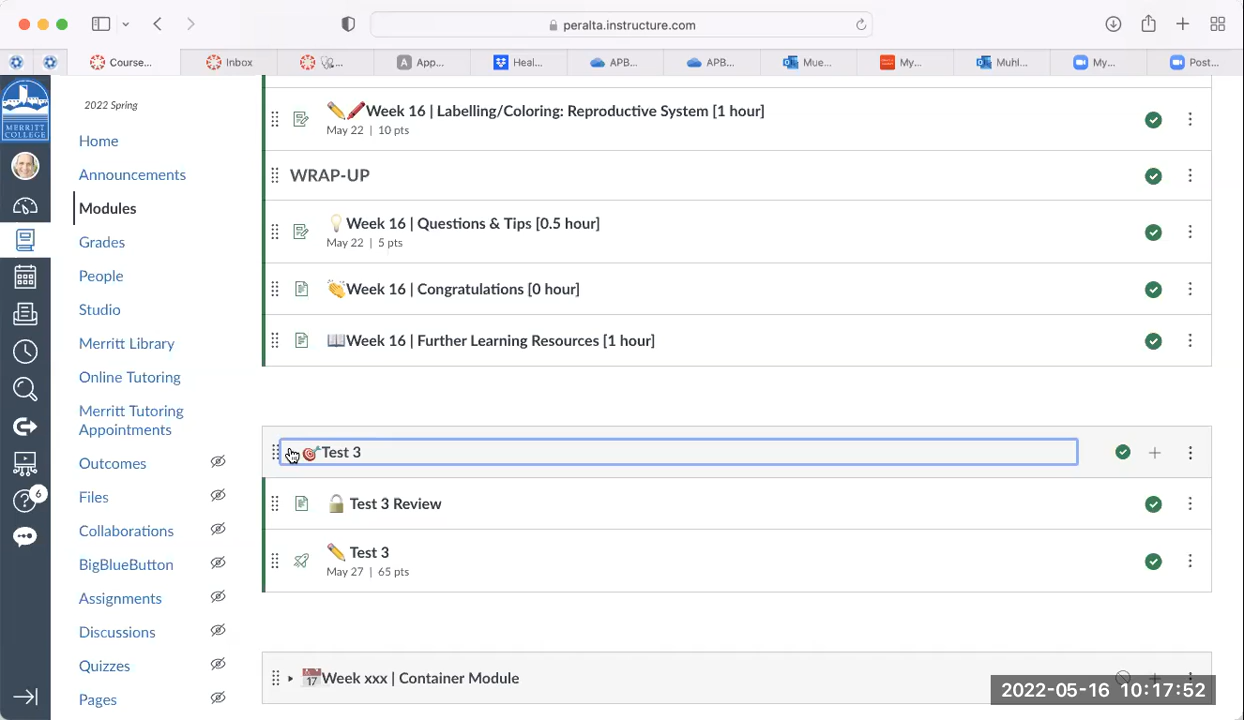 peralta.instructure.com
Course...
Inbox
...
App...
Heal...
APB...
APB...
Mue...
My...
Muhl...
My...
Post...
MERRITT
COLLEGE
6
2022 Spring
Home
Announcements
Modules
Grades
People
Studio
Merritt Library
Online Tutoring
Merritt Tutoring
Appointments
Outcomes
Files
Collaborations
BigBlueButton
Assignments
Discussions
Quizzes
Pages
Week 16 | Labelling/Coloring: Reproductive System [1 hour]
May 22 | 10 pts
WRAP-UP
Week 16 | Questions & Tips [0.5 hour]
May 22 | 5 pts
Week 16 | Congratulations [0 hour]
Week 16 | Further Learning Resources [1 hour]
Test 3
Test 3 Review
Test 3
May 27 | 65 pts
Week xxx | Container Module
2022-05-16 10:17:52